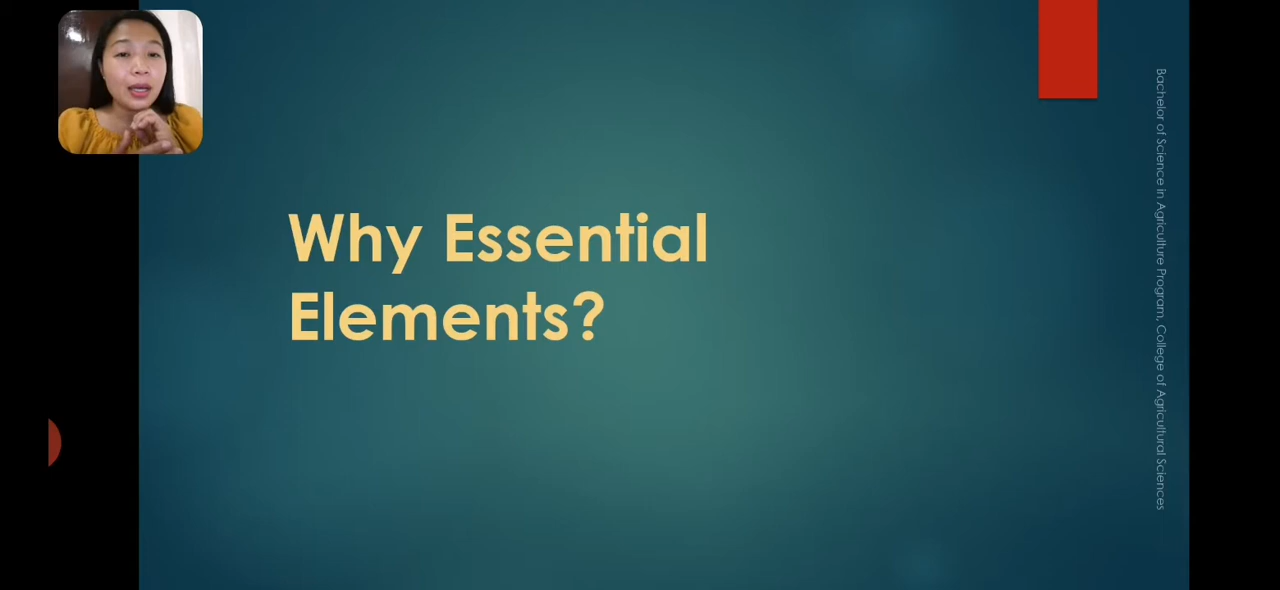 Why Essential
Elements?
Bachelor of Science in Agriculture Program, College of Agricultural Sciences